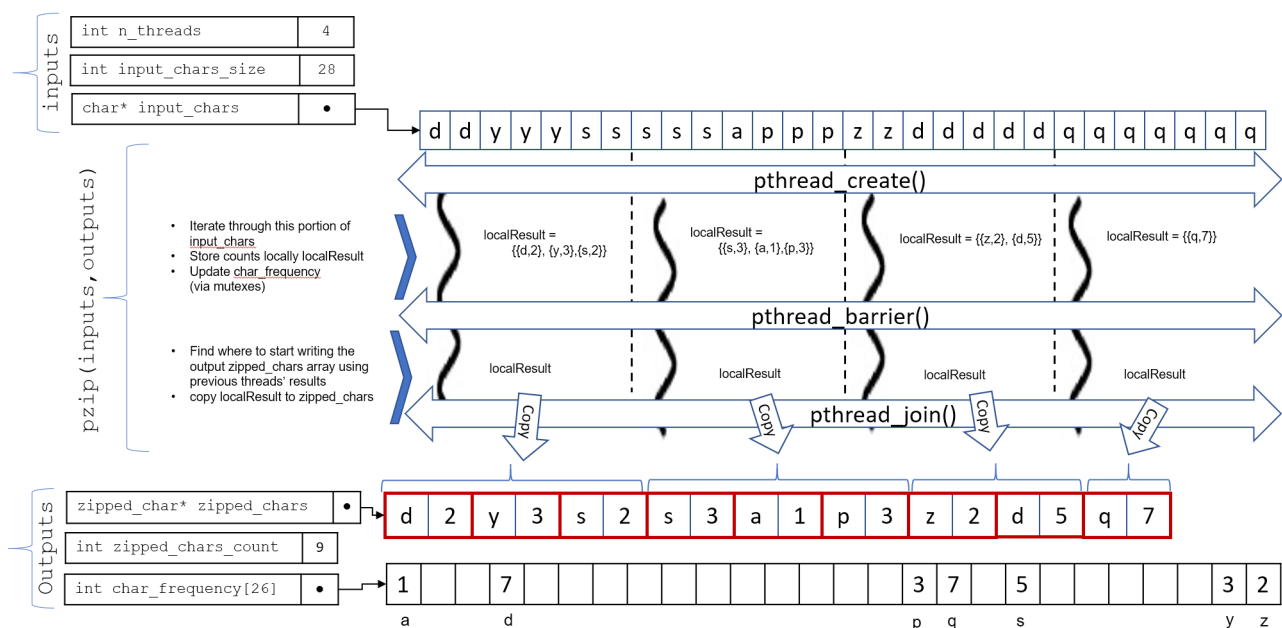 inputs
int n_threads 4
int input_chars_size 28
char* input_chars •
d d y y y s s s s s a p p p z z d d d d d q q q q q q q
pthread_create()
pzip(inputs,outputs)
• Iterate through this portion of
input_chars
• Store counts locally localResult
• Update char_frequency
(via mutexes)
localResult =
{{d,2}, {y,3},{s,2}}
localResult =
{{s,3}, {a,1},{p,3}}
localResult = {{z,2}, {d,5}}
localResult = {{q,7}}
pthread_barrier()
• Find where to start writing the
output zipped_chars array using
previous threads' results
• copy localResult to zipped_chars
localResult
localResult
localResult
localResult
pthread_join()
Copy
Copy
Copy
Copy
Outputs
zipped_char* zipped_chars •
d 2 y 3 s 2 s 3 a 1 p 3 z 2 d 5 q 7
int zipped_chars_count 9
int char_frequency[26] •
1 7 3 7 5 3 2
a d p q s y z